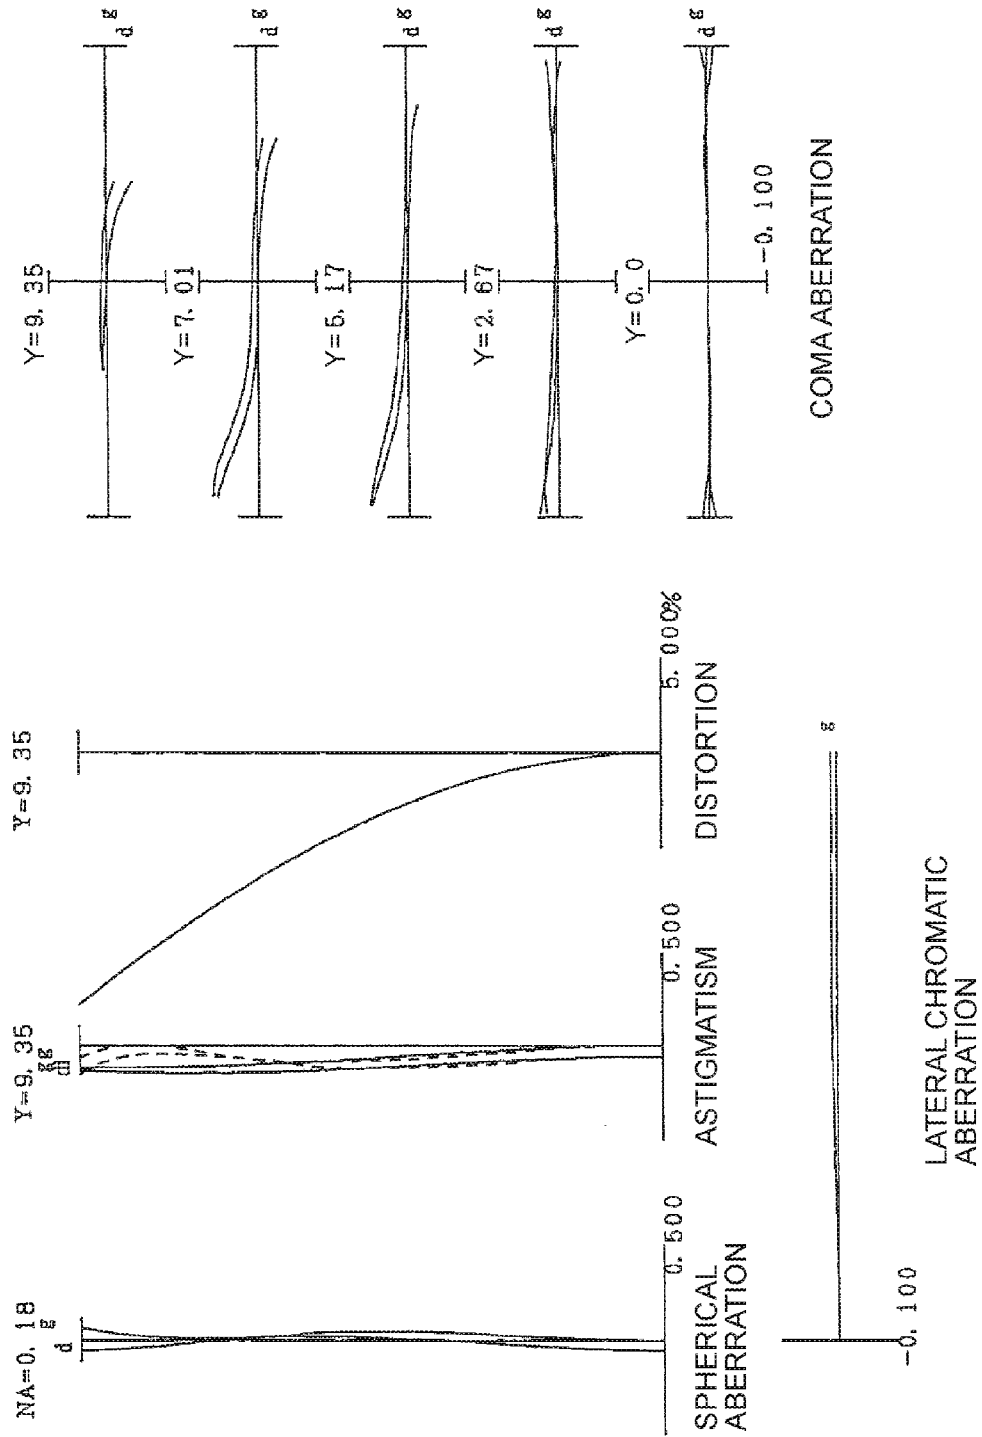 NA=0. 18
g
d
0. 500
SPHERICAL
ABERRATION
Y=9. 35
g
d
0. 500
ASTIGMATISM
Y=9. 35
5. 000%
DISTORTION
Y=9. 35
g
d
Y=7. 01
g
d
Y=5. 17
g
d
Y=2. 67
g
d
Y=0. 0
g
d
-0. 100
COMA ABERRATION
g
-0. 100
LATERAL CHROMATIC
ABERRATION